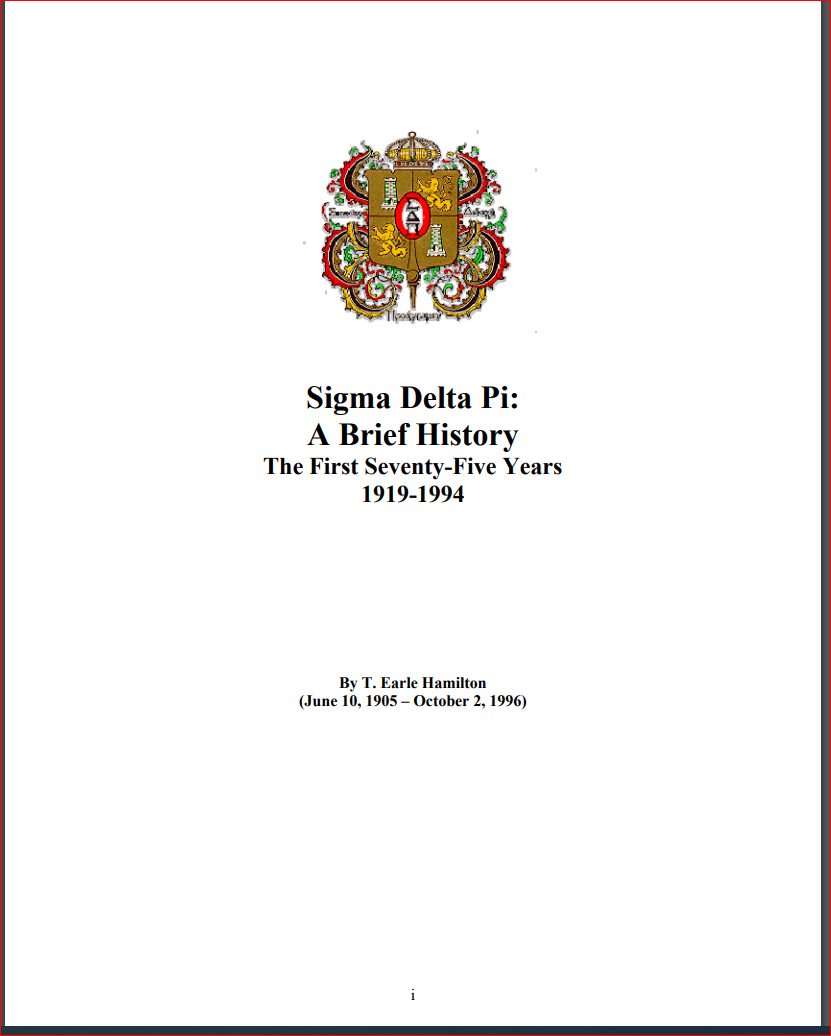 Σ
Δ
Π
Sigma Delta Pi:
A Brief History
The First Seventy-Five Years
1919-1994
By T. Earle Hamilton
(June 10, 1905 – October 2, 1996)
i